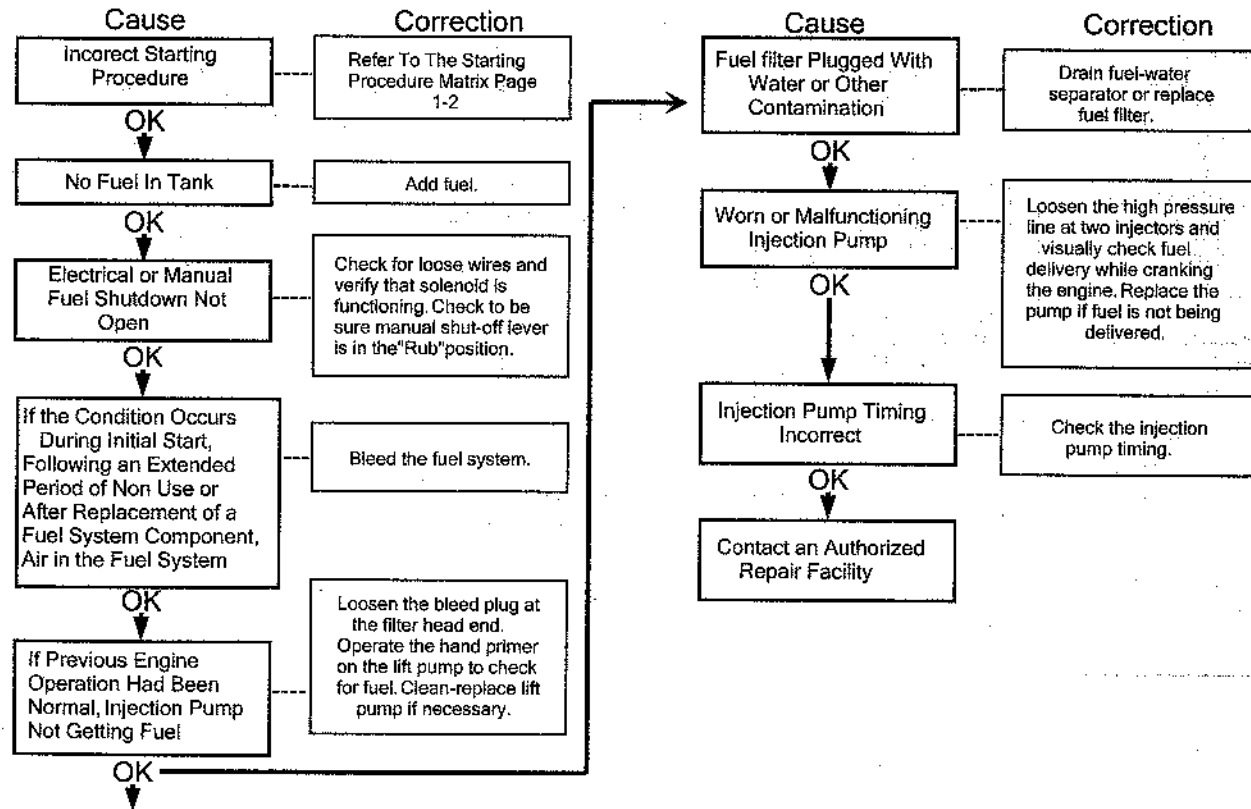 Cause
Correction
Incorect Starting
Procedure
Refer To The Starting
Procedure Matrix Page
1-2
OK
No Fuel In Tank
Add fuel.
OK
Electrical or Manual
Fuel Shutdown Not
Open
Check for loose wires and
verify that solenoid is
functioning. Check to be
sure manual shut-off lever
is in the"Rub"position.
OK
If the Condition Occurs
During Initial Start,
Following an Extended
Period of Non Use or
After Replacement of a
Fuel System Component,
Air in the Fuel System
Bleed the fuel system.
OK
If Previous Engine
Operation Had Been
Normal, Injection Pump
Not Getting Fuel
Loosen the bleed plug at
the filter head end.
Operate the hand primer
on the lift pump to check
for fuel. Clean-replace lift
pump if necessary.
OK
Cause
Correction
Fuel filter Plugged With
Water or Other
Contamination
Drain fuel-water
separator or replace
fuel filter.
OK
Worn or Malfunctioning
Injection Pump
Loosen the high pressure
line at two injectors and
visually check fuel
delivery while cranking
the engine. Replace the
pump if fuel is not being
delivered.
OK
Injection Pump Timing
Incorrect
Check the injection
pump timing.
OK
Contact an Authorized
Repair Facility